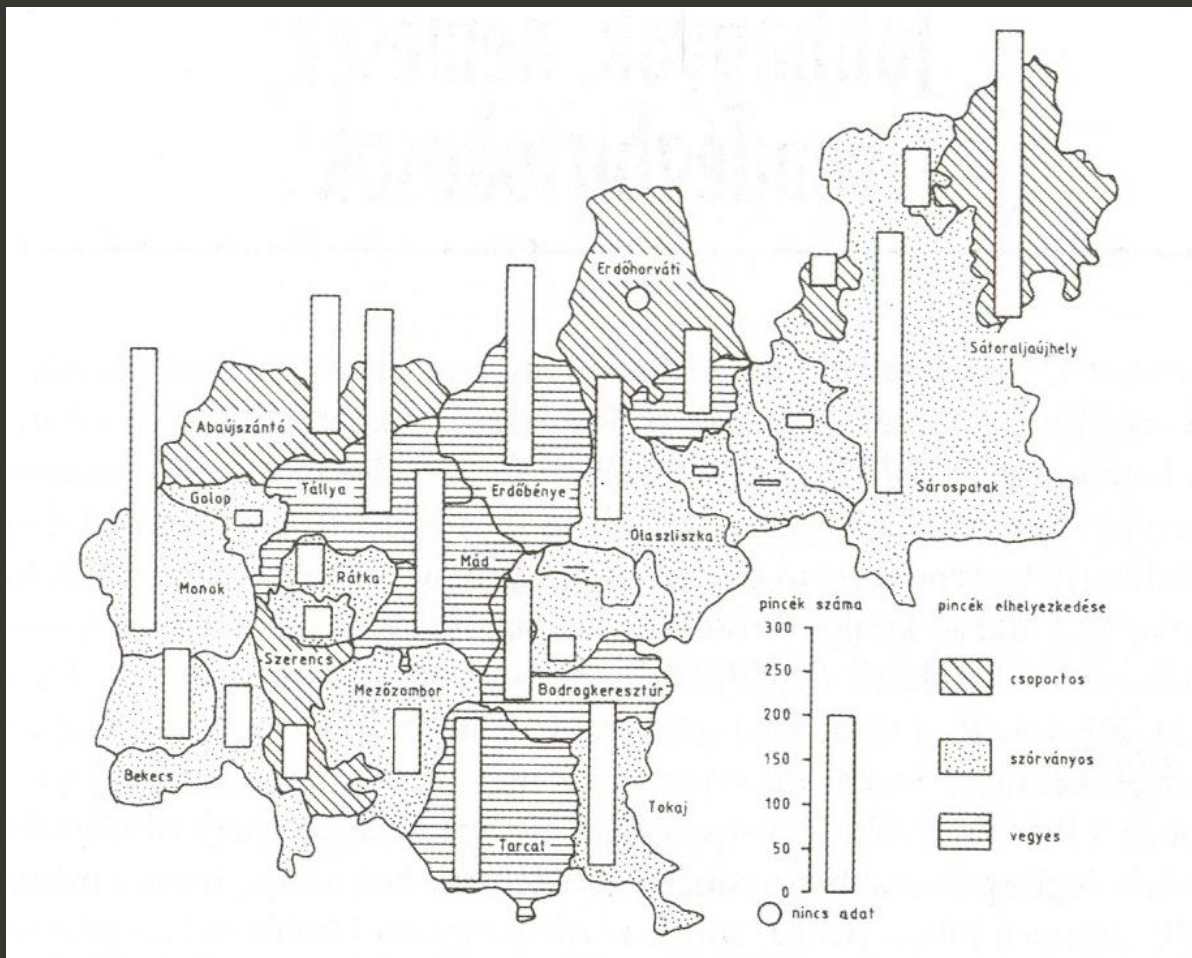 Erdőhorváti
Sátoraljaújhely
Abaújszántó
Golop
Tállya
Erdőbénye
Sárospatak
Olaszliszka
Monok
Rátka
Mád
Szerencs
Mezőzombor
Bodrogkeresztúr
Bekecs
Tarcal
Tokaj
pincék száma
300
250
200
150
100
50
0
nincs adat
pincék elhelyezkedése
csoportos
szórványos
vegyes